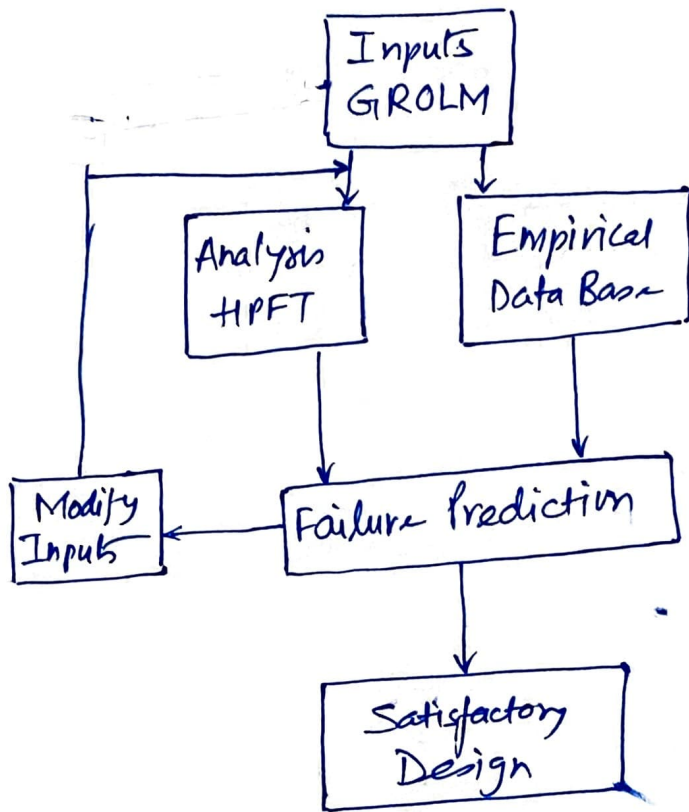 Inputs
GROLM
Analysis
HPFT
Empirical
Data Base
Failure Prediction
Modify
Inputs
Satisfactory
Design